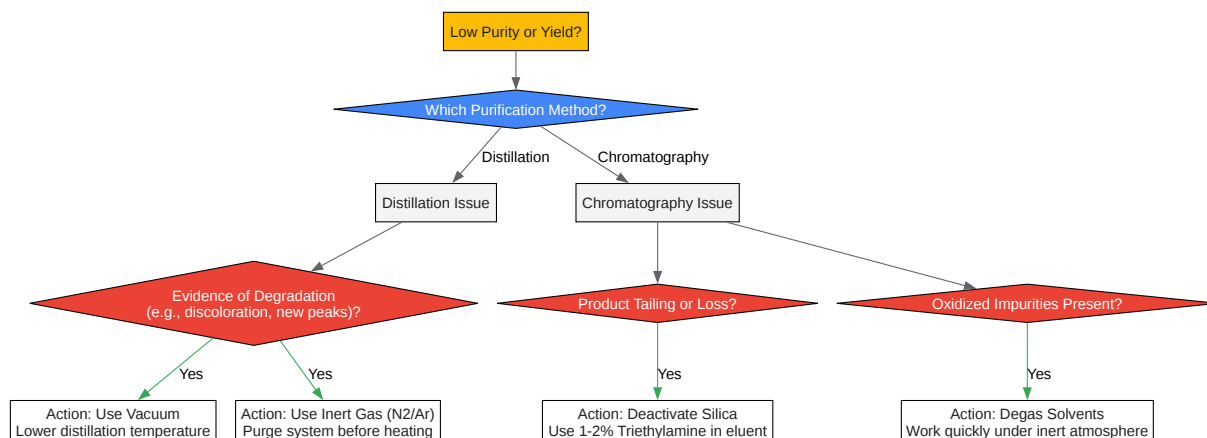 Low Purity or Yield?
Which Purification Method?
Distillation
Chromatography
Distillation Issue
Chromatography Issue
Evidence of Degradation
(e.g., discoloration, new peaks)?
Product Tailing or Loss?
Oxidized Impurities Present?
Yes
Yes
Yes
Yes
Action: Use Vacuum
Lower distillation temperature
Action: Use Inert Gas (N2/Ar)
Purge system before heating
Action: Deactivate Silica
Use 1-2% Triethylamine in eluent
Action: Degas Solvents
Work quickly under inert atmosphere